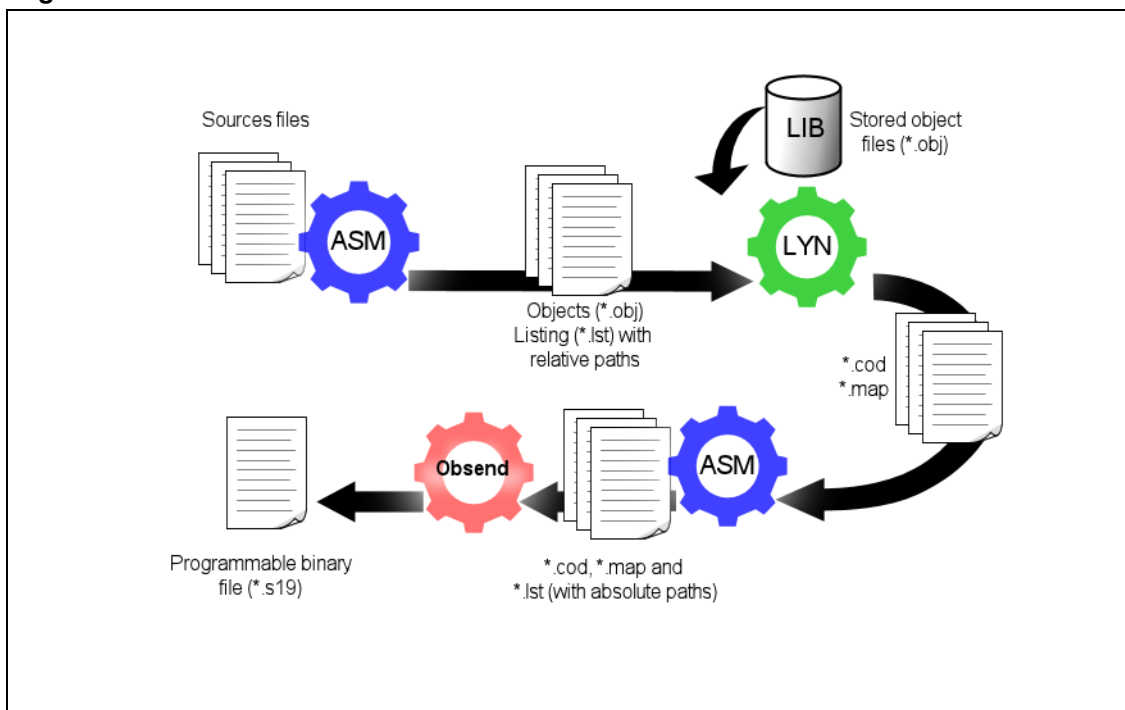 Sources files
ASM
Objects (*.obj)
Listing (*.lst) with
relative paths
LIB
Stored object
files (*.obj)
LYN
*.cod
*.map
ASM
*.cod, *.map and
*.lst (with absolute paths)
Obsend
Programmable binary
file (*.s19)